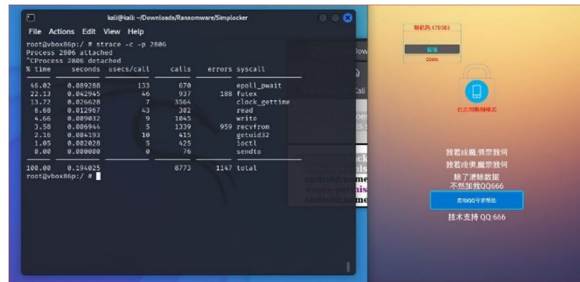 kali@kali: ~/Downloads/Ransomware/Simplocker
File Actions Edit View Help
root@vbox86p:/ # strace -c -p 2806
Process 2806 attached
^CProcess 2806 detached
% time seconds usecs/call calls errors syscall
46.02 0.089288 133 670 epoll_pwait
22.13 0.042945 46 937 188 futex
13.72 0.026628 7 3564 clock_gettime
6.68 0.012967 43 302 read
4.66 0.009032 9 1045 write
3.58 0.006944 5 1339 959 recvfrom
2.16 0.004193 10 415 getuid32
1.05 0.002028 5 425 ioctl
0.00 0.000000 0 76 sendto
100.00 0.194025 8773 1147 total
root@vbox86p:/ #
我若成魔,佛奈我何
我若成佛,魔奈我何
除了清除数据
不然加我QQ666
技术支持 QQ:666